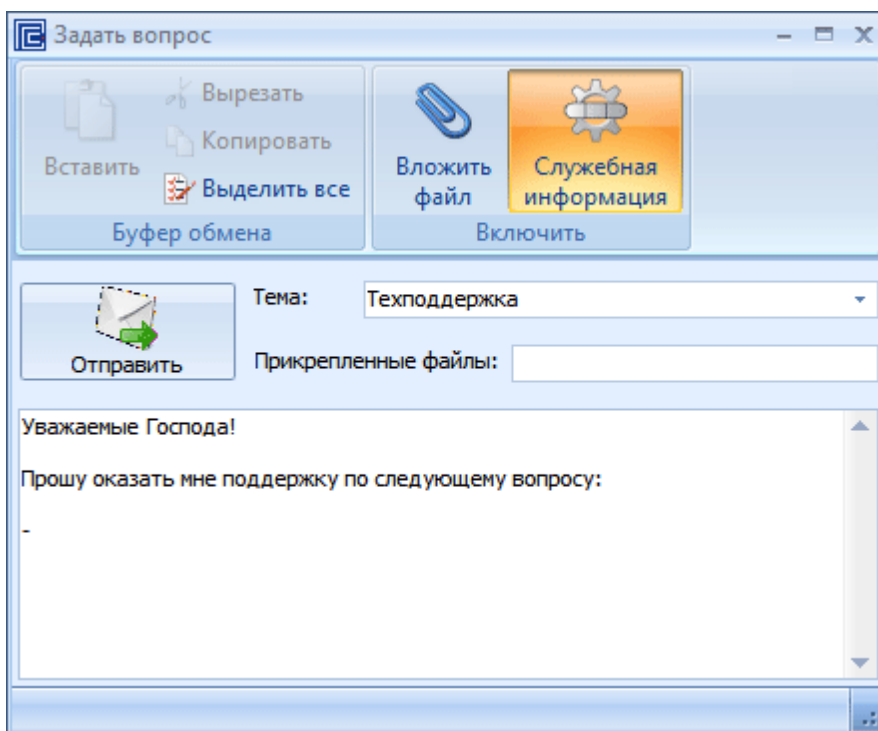 Задать вопрос
Вставить
Вырезать
Копировать
Выделить все
Буфер обмена
Вложить
файл
Служебная
информация
Включить
Отправить
Тема:
Техподдержка
Прикрепленные файлы:
Уважаемые Господа!
Прошу оказать мне поддержку по следующему вопросу:
-